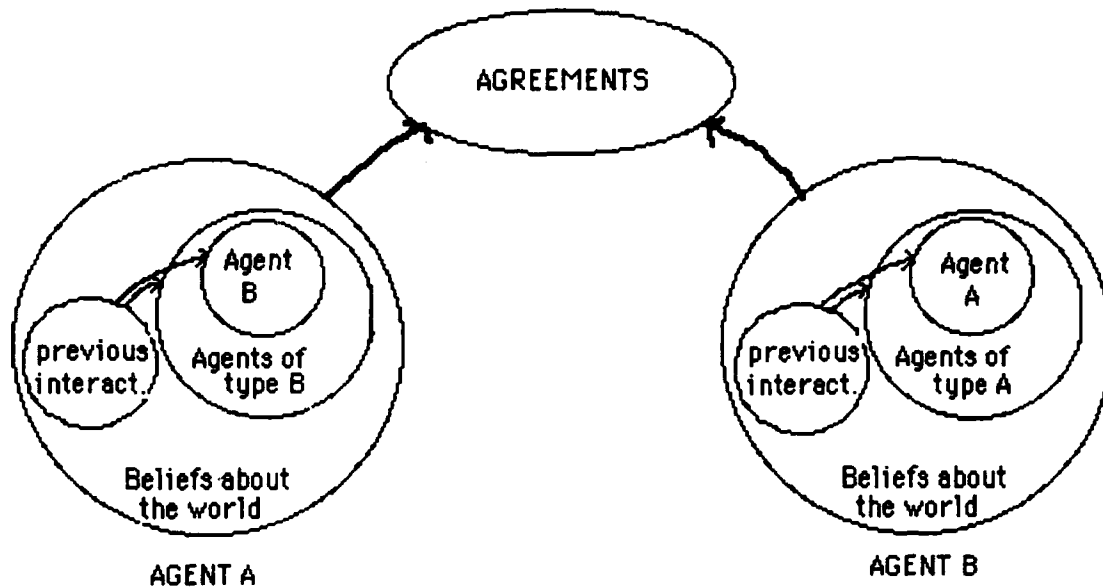 AGREEMENTS
Agent
B
previous
interact.
Agents of
type B
Beliefs about
the world
AGENT A
Agent
A
previous
interact.
Agents of
type A
Beliefs about
the world
AGENT B